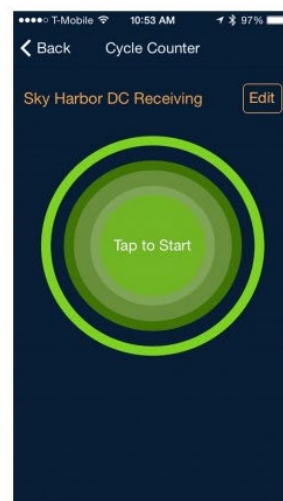 T-Mobile 10:53 AM 97%
Back Cycle Counter
Sky Harbor DC Receiving Edit
Tap to Start